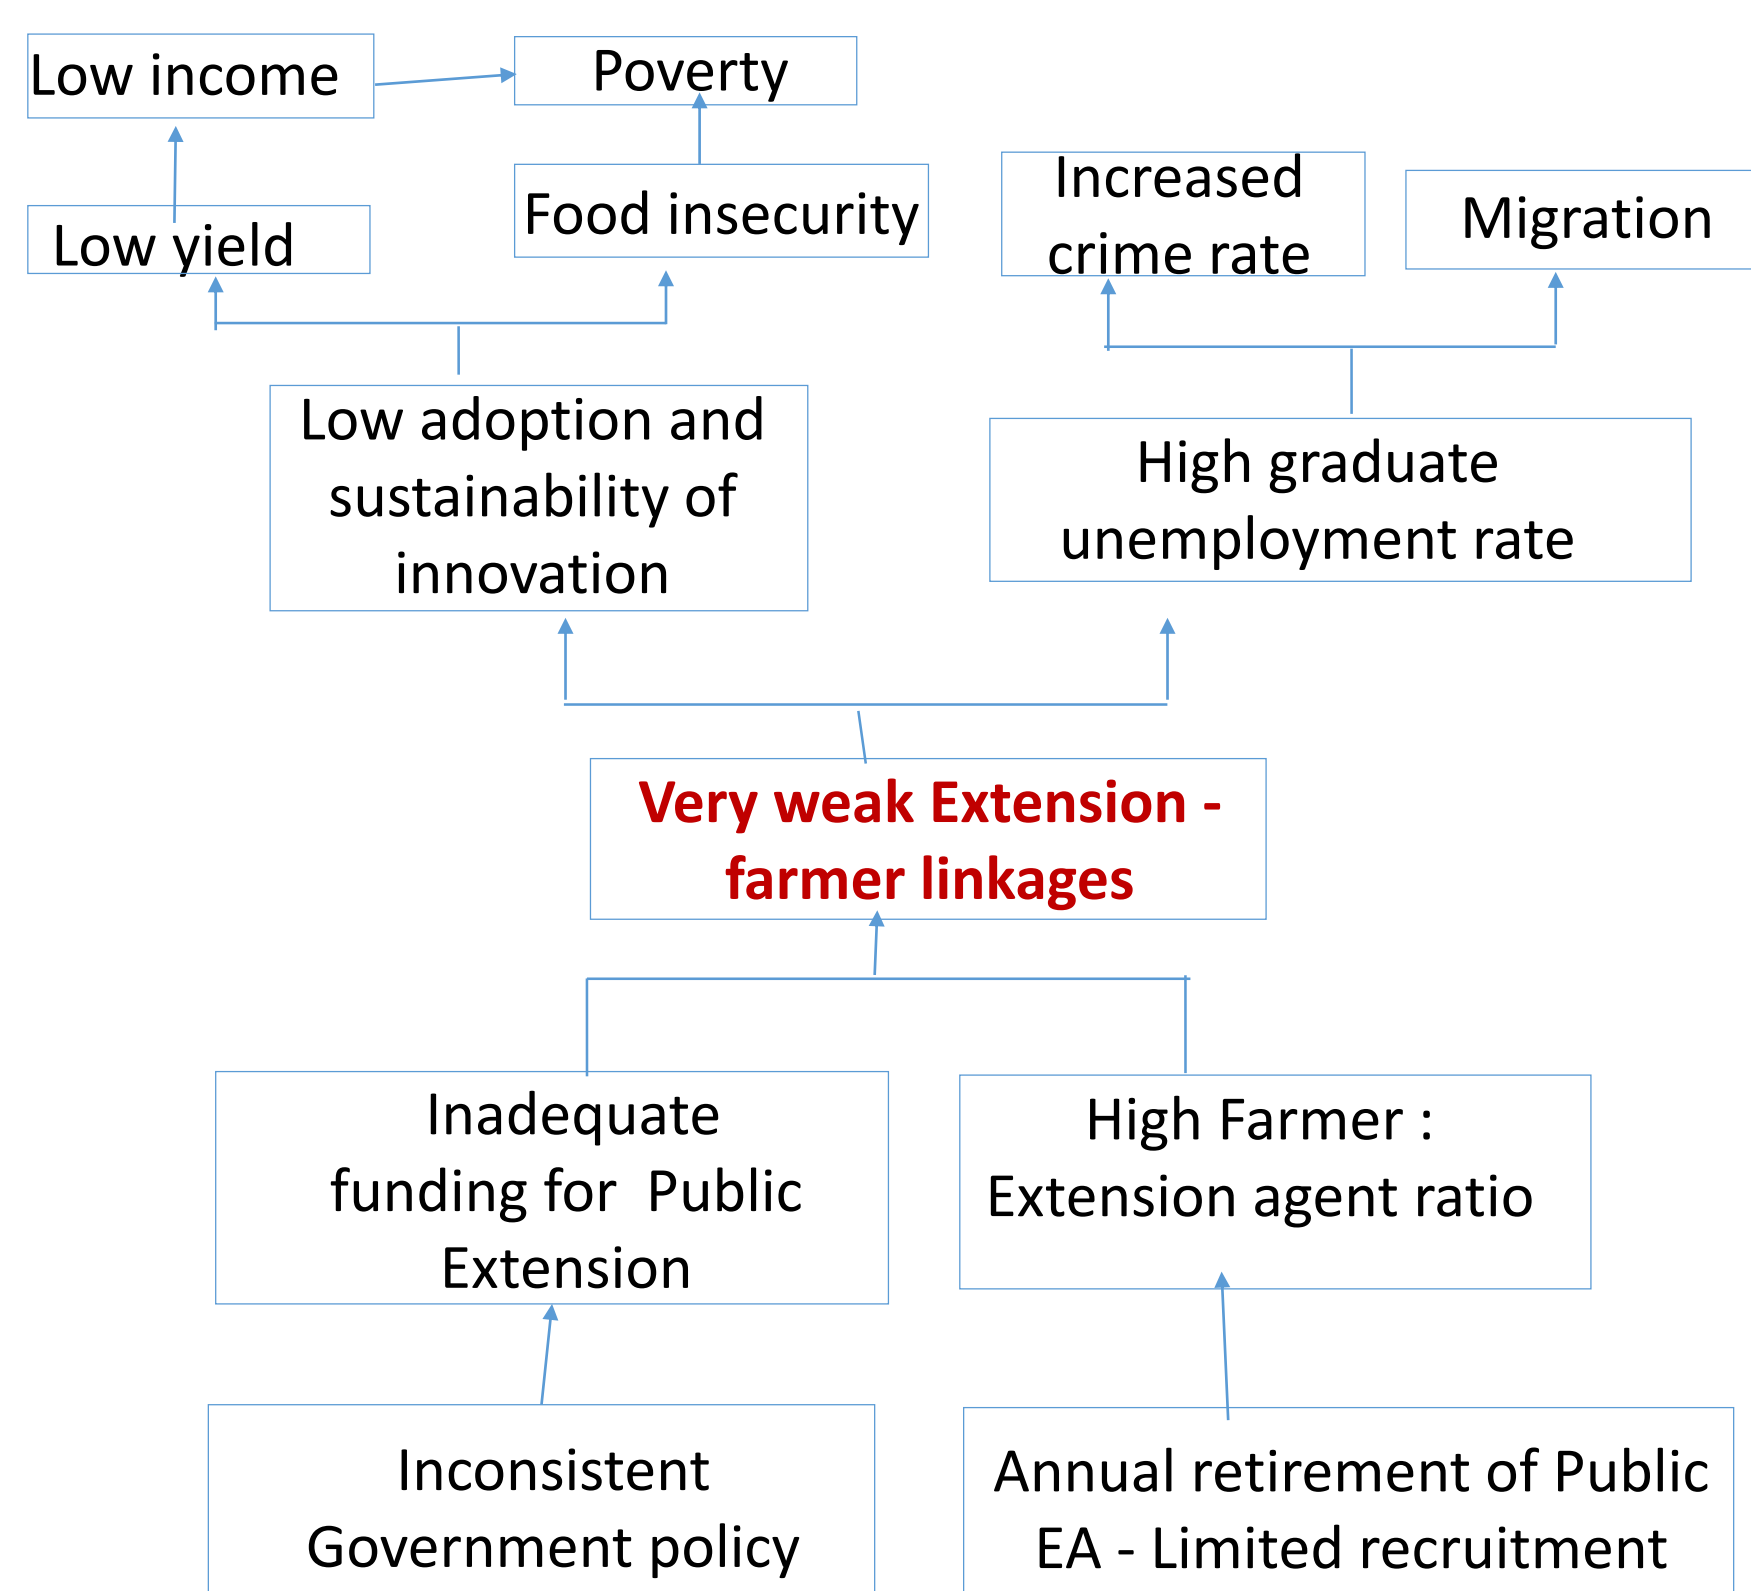 Low income
Poverty
Low yield
Food insecurity
Increased
crime rate
Migration
Low adoption and
sustainability of
innovation
High graduate
unemployment rate
Very weak Extension -
farmer linkages
Inadequate
funding for  Public
Extension
High Farmer :
Extension agent ratio
Inconsistent
Government policy
Annual retirement of Public
EA - Limited recruitment